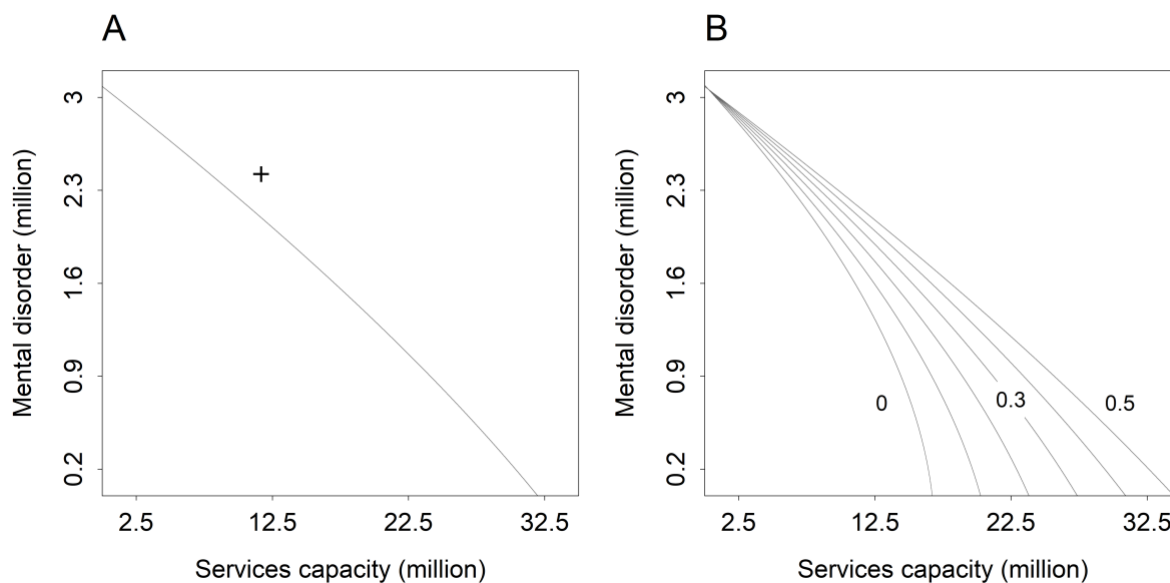 A
Mental disorder (million)
3
2.3
1.6
0.9
0.2
2.5 12.5 22.5 32.5
Services capacity (million)
B
Mental disorder (million)
3
2.3
1.6
0.9
0.2
0 0.3 0.5
2.5 12.5 22.5 32.5
Services capacity (million)